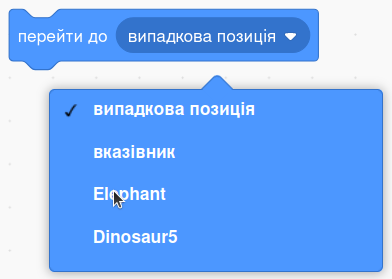 перейти до випадкова позиція
випадкова позиція
вказівник
Elephant
Dinosaur5